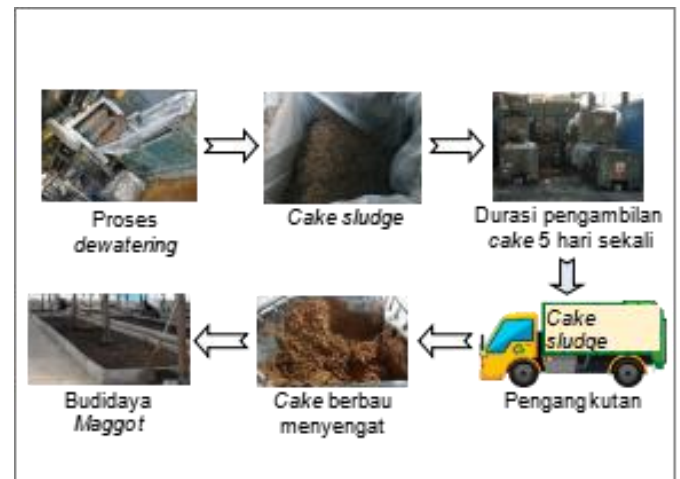 Proses
dewatering
Cake sludge
Durasi pengambilan
cake 5 hari sekali
Cake
sludge
Pengangkutan
Cake berbau
menyengat
Budidaya
Maggot